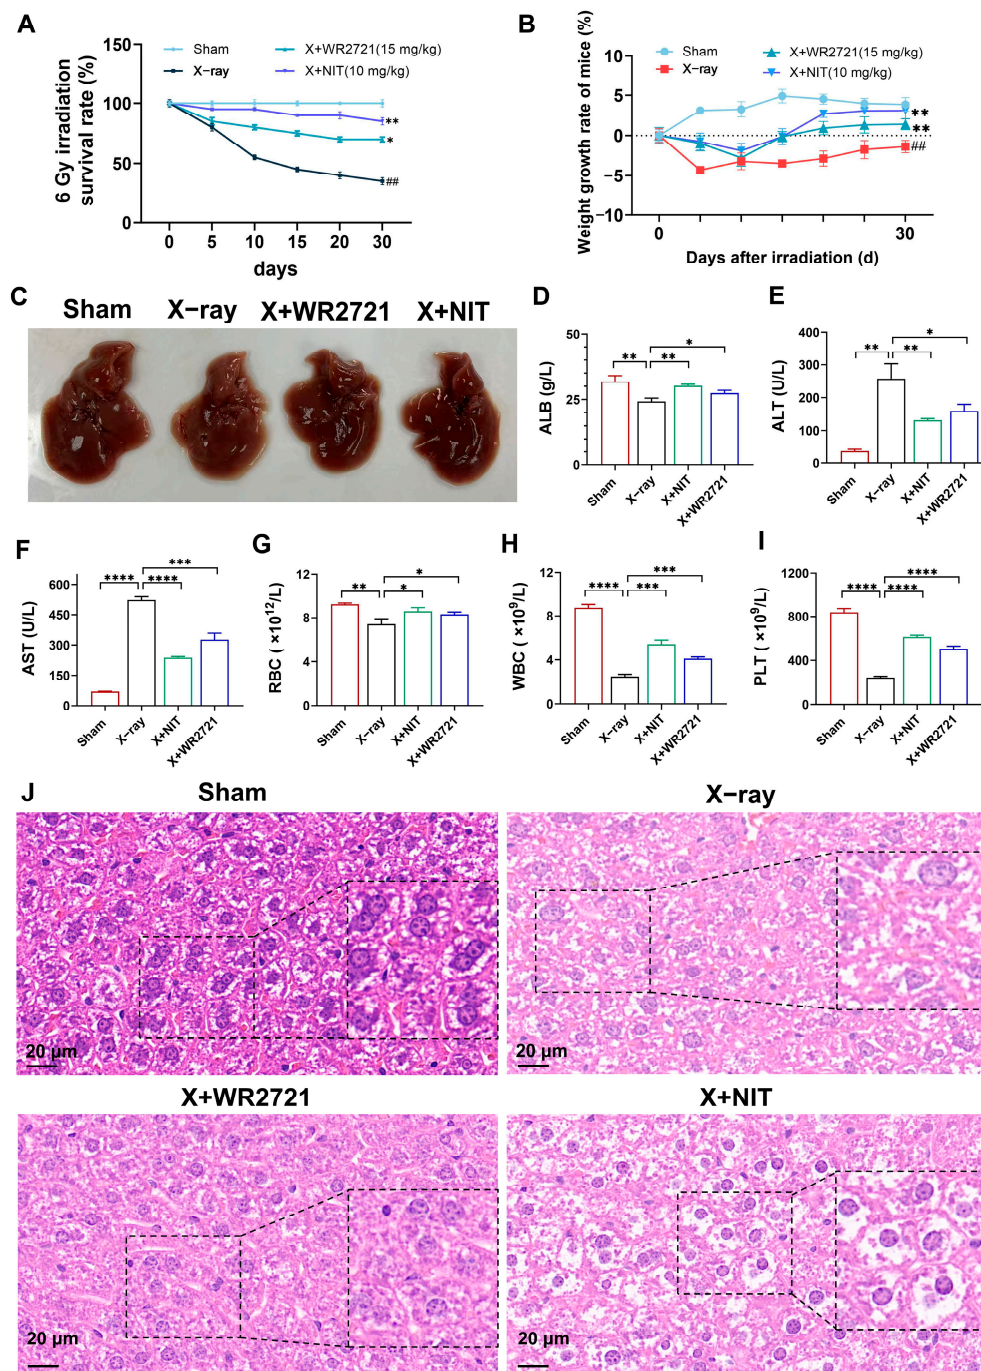 A
6 Gy irradiation
survival rate (%)
150
100
50
0
0 5 10 15 20 30
days
Sham
X−ray
X+WR2721(15 mg/kg)
X+NIT(10 mg/kg)
**
*
##
B
Weight growth rate of mice (%)
10
5
0
−5
−10
0 30
Days after irradiation (d)
Sham
X−ray
X+WR2721(15 mg/kg)
X+NIT(10 mg/kg)
**
**
##
C
Sham X−ray X+WR2721 X+NIT
D
ALB (g/L)
50
25
0
** ** *
Sham X−ray X+NIT X+WR2721
E
ALT (U/L)
400
300
200
100
0
** ** *
Sham X−ray X+NIT X+WR2721
F
AST (U/L)
600
450
300
150
0
**** **** ***
Sham X−ray X+NIT X+WR2721
G
RBC ( ×10¹²/L)
12
8
4
0
** * *
Sham X−ray X+NIT X+WR2721
H
WBC ( ×10⁹/L)
12
8
4
0
**** *** ***
Sham X−ray X+NIT X+WR2721
I
PLT ( ×10⁹/L)
1200
800
400
0
**** **** ****
Sham X−ray X+NIT X+WR2721
J
Sham X−ray
20 μm 20 μm
X+WR2721 X+NIT
20 μm 20 μm